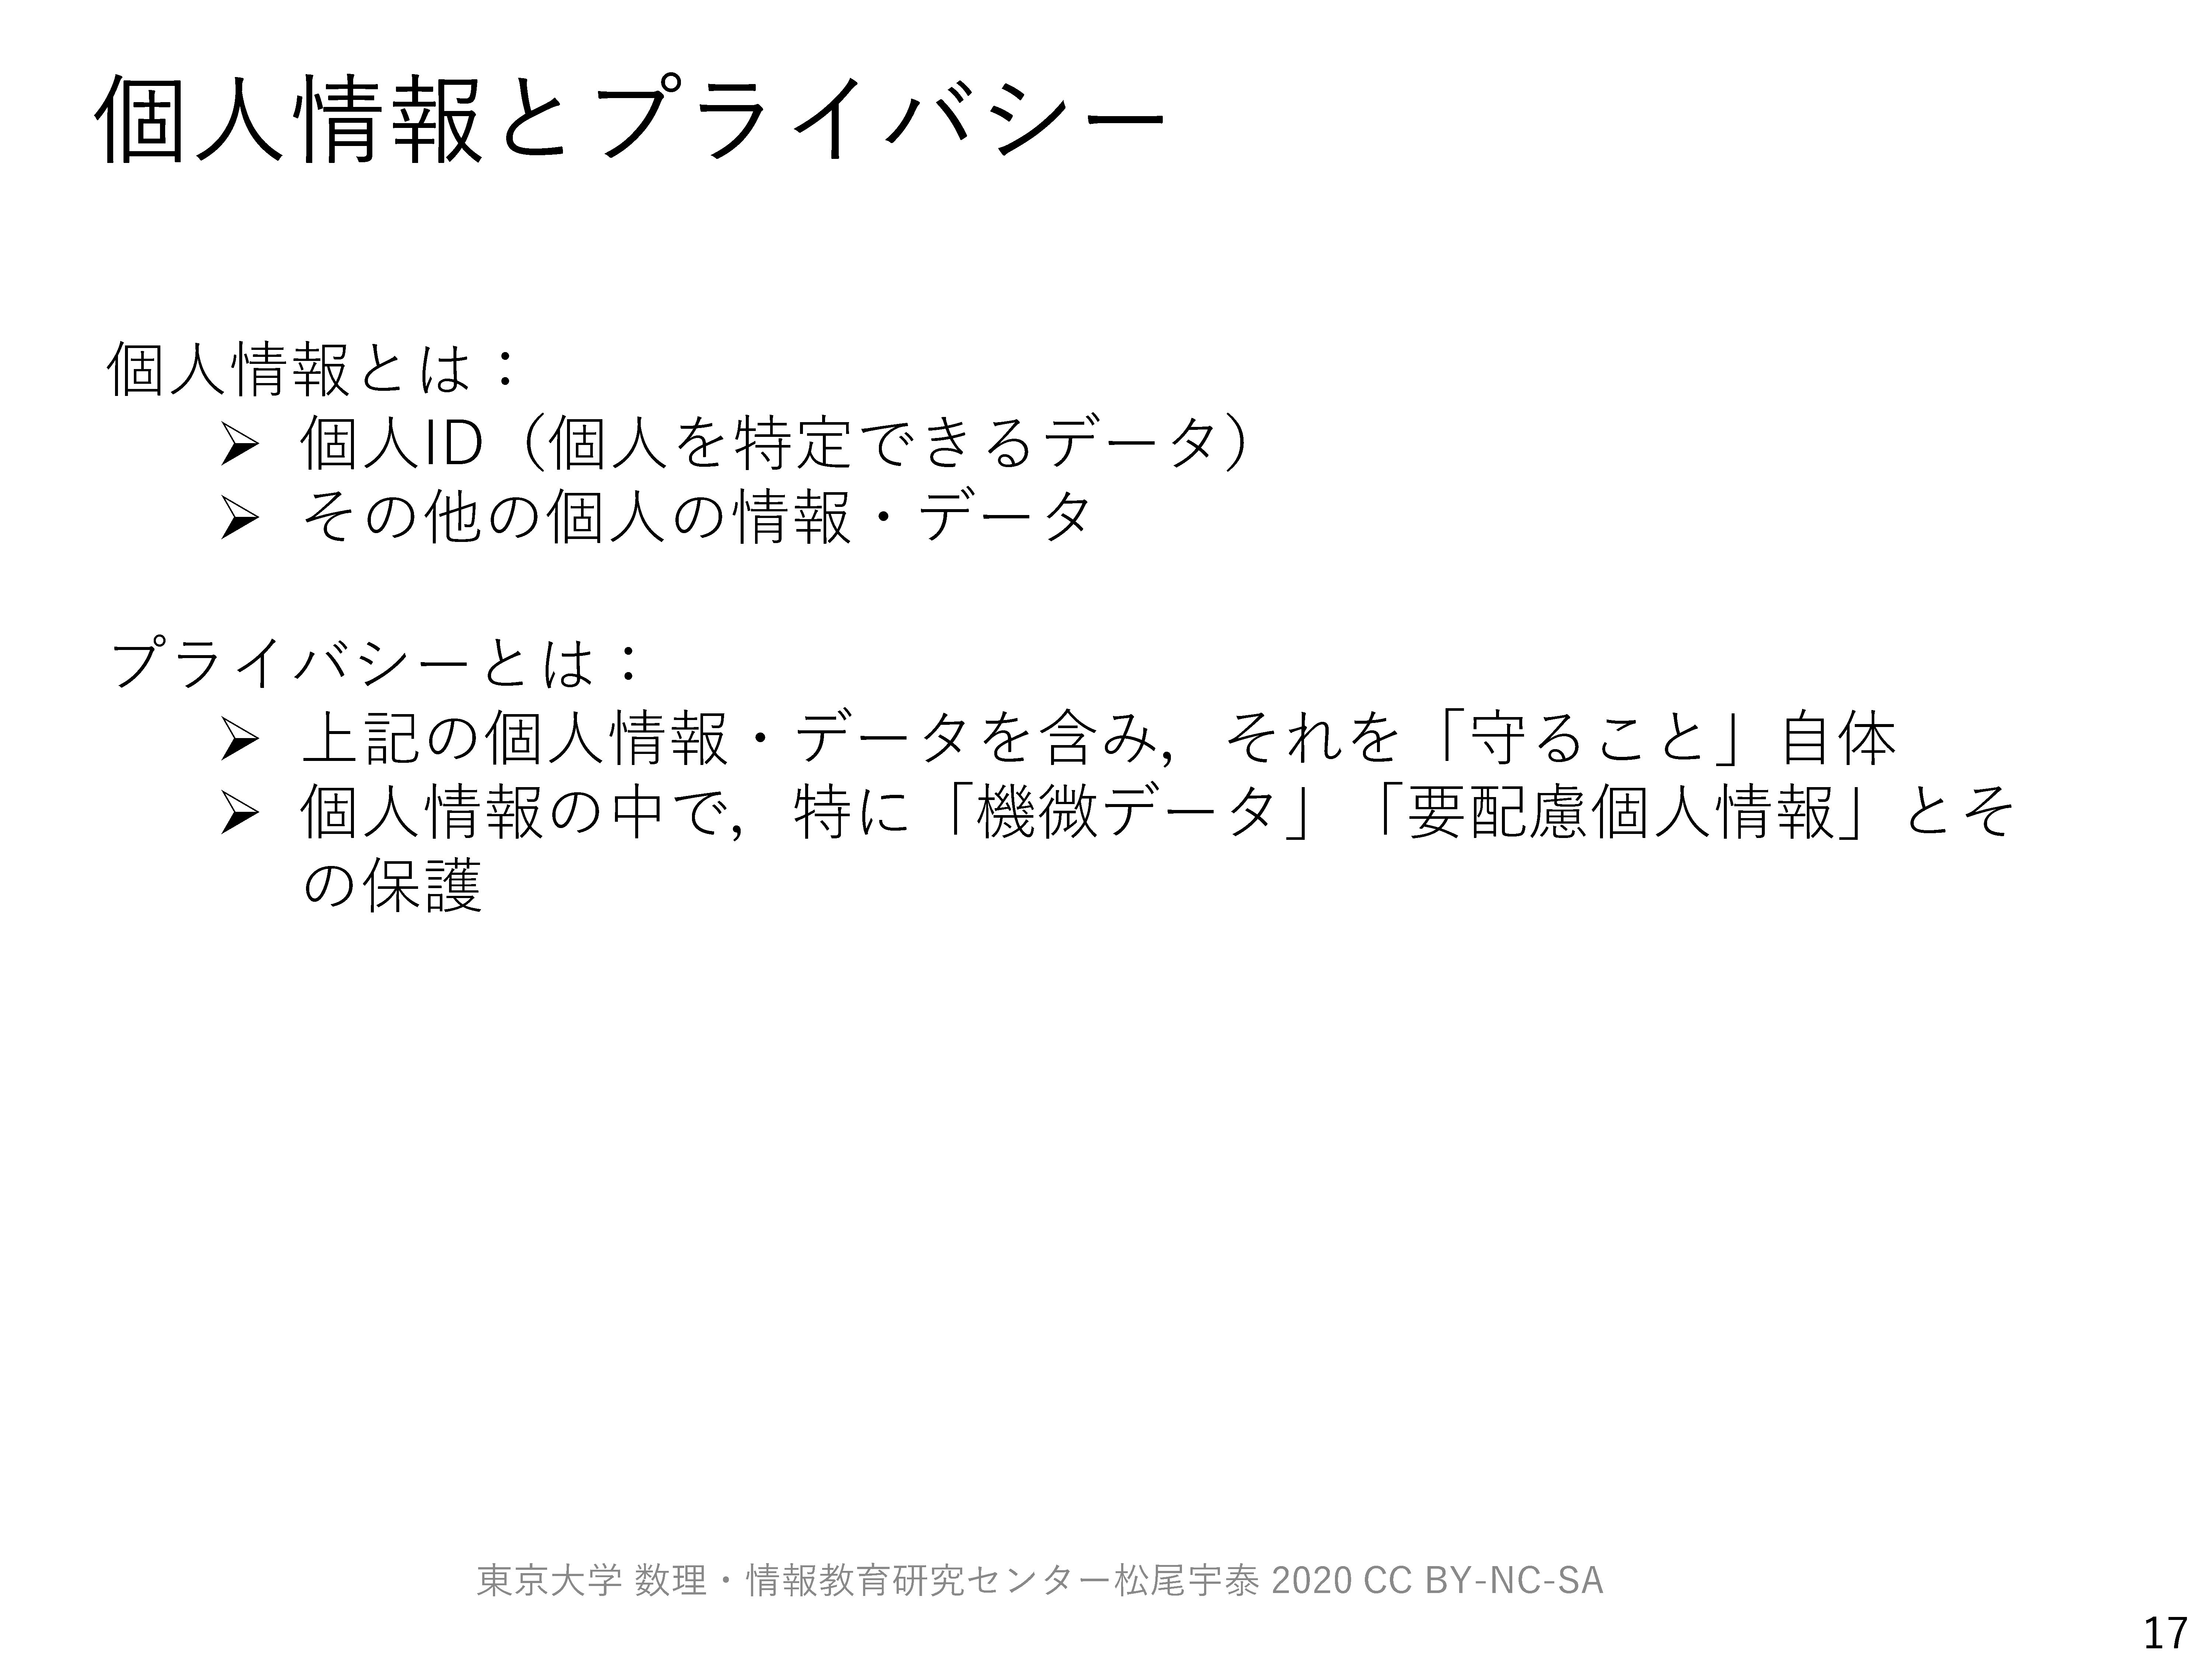 個人情報とプライバシー
個人情報とは：
➢ 個人ID（個人を特定できるデータ）
➢ その他の個人の情報・データ
プライバシーとは：
➢ 上記の個人情報・データを含み，それを「守ること」自体
➢ 個人情報の中で，特に「機微データ」「要配慮個人情報」とそ
の保護
東京大学 数理・情報教育研究センター松尾宇泰 2020 CC BY-NC-SA
17